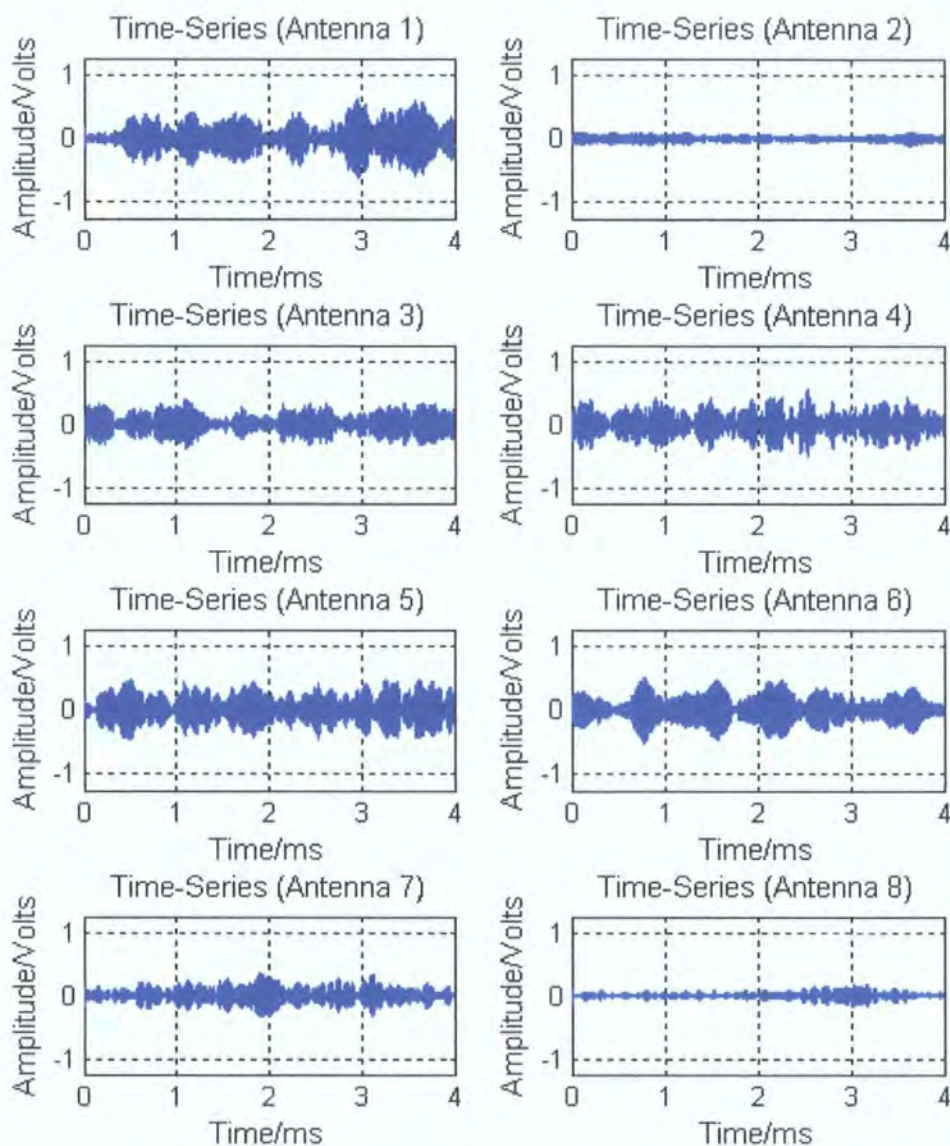 Time-Series (Antenna 1)
Amplitude/Volts
1
0
-1
0 1 2 3 4
Time/ms
Time-Series (Antenna 2)
Amplitude/Volts
1
0
-1
0 1 2 3 4
Time/ms
Time-Series (Antenna 3)
Amplitude/Volts
1
0
-1
0 1 2 3 4
Time/ms
Time-Series (Antenna 4)
Amplitude/Volts
1
0
-1
0 1 2 3 4
Time/ms
Time-Series (Antenna 5)
Amplitude/Volts
1
0
-1
0 1 2 3 4
Time/ms
Time-Series (Antenna 6)
Amplitude/Volts
1
0
-1
0 1 2 3 4
Time/ms
Time-Series (Antenna 7)
Amplitude/Volts
1
0
-1
0 1 2 3 4
Time/ms
Time-Series (Antenna 8)
Amplitude/Volts
1
0
-1
0 1 2 3 4
Time/ms